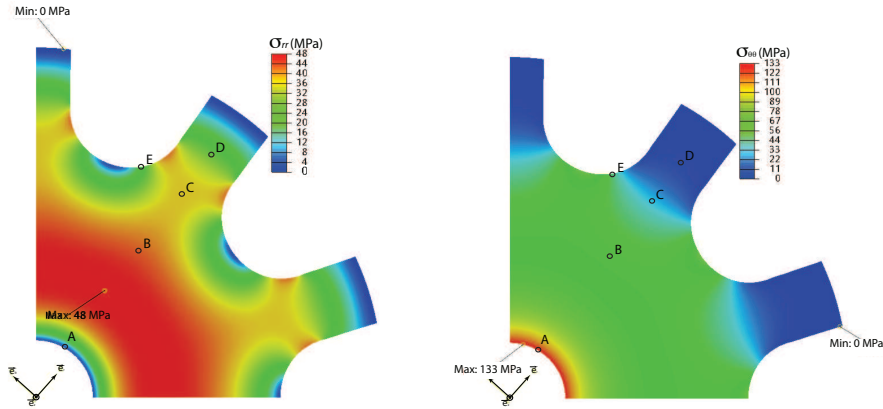 Min: 0 MPa
σrr (MPa)
48
44
40
36
32
28
24
20
16
12
8
4
0
E
D
C
B
Max: 48 MPa
A
σθθ (MPa)
133
122
111
100
89
78
67
56
44
33
22
11
0
E
D
C
B
A
Max: 133 MPa
Min: 0 MPa